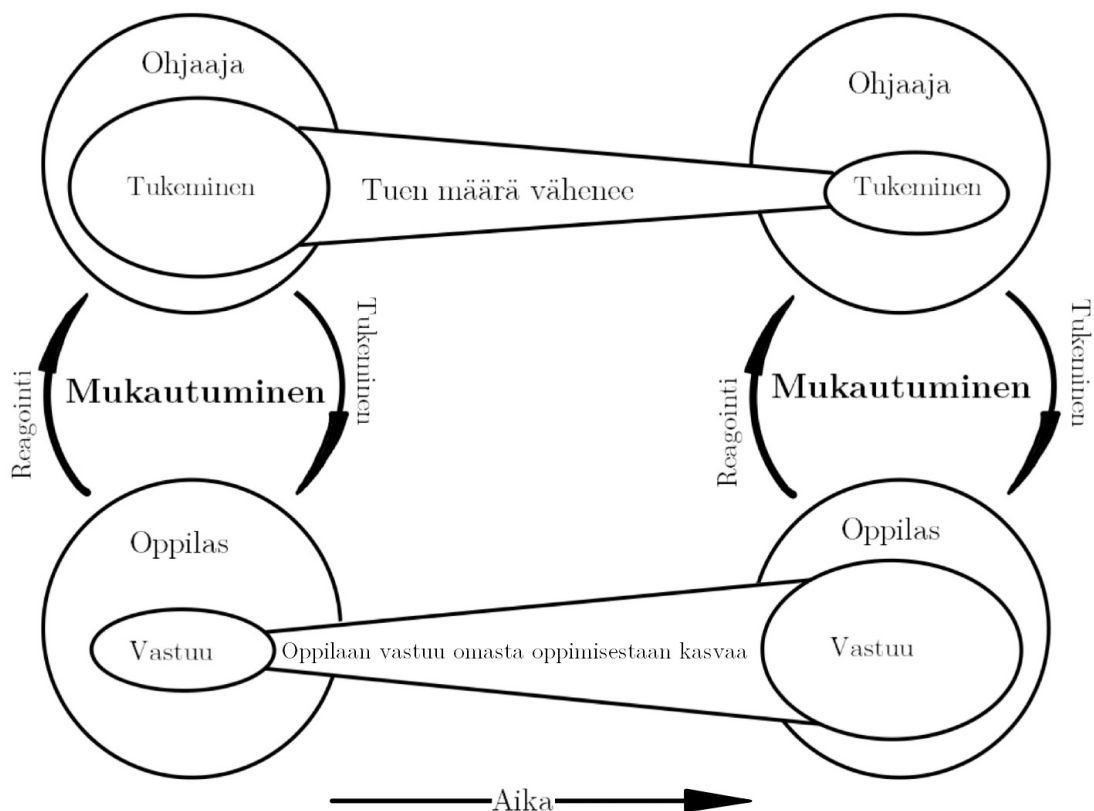 Ohjaaja
Ohjaaja
Tukeminen
Tuen määrä vähenee
Tukeminen
Reagointi
Mukautuminen
Tukeminen
Reagointi
Mukautuminen
Tukeminen
Oppilas
Oppilas
Vastuu
Oppilaan vastuu omasta oppimisestaan kasvaa
Vastuu
Aika